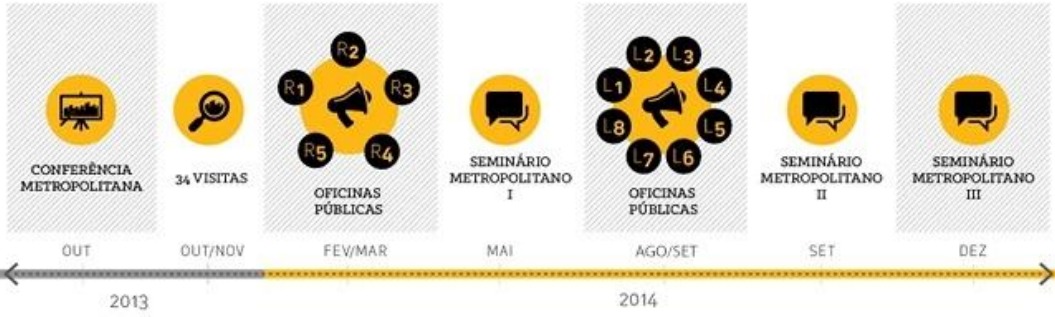 R2
R1
R3
R5
R4
L2
L3
L1
L4
L8
L5
L7
L6
CONFERÊNCIA
METROPOLITANA
34 VISITAS
OFICINAS
PÚBLICAS
SEMINÁRIO
METROPOLITANO
I
OFICINAS
PÚBLICAS
SEMINÁRIO
METROPOLITANO
II
SEMINÁRIO
METROPOLITANO
III
OUT
OUT/NOV
FEV/MAR
MAI
AGO/SET
SET
DEZ
2013
2014